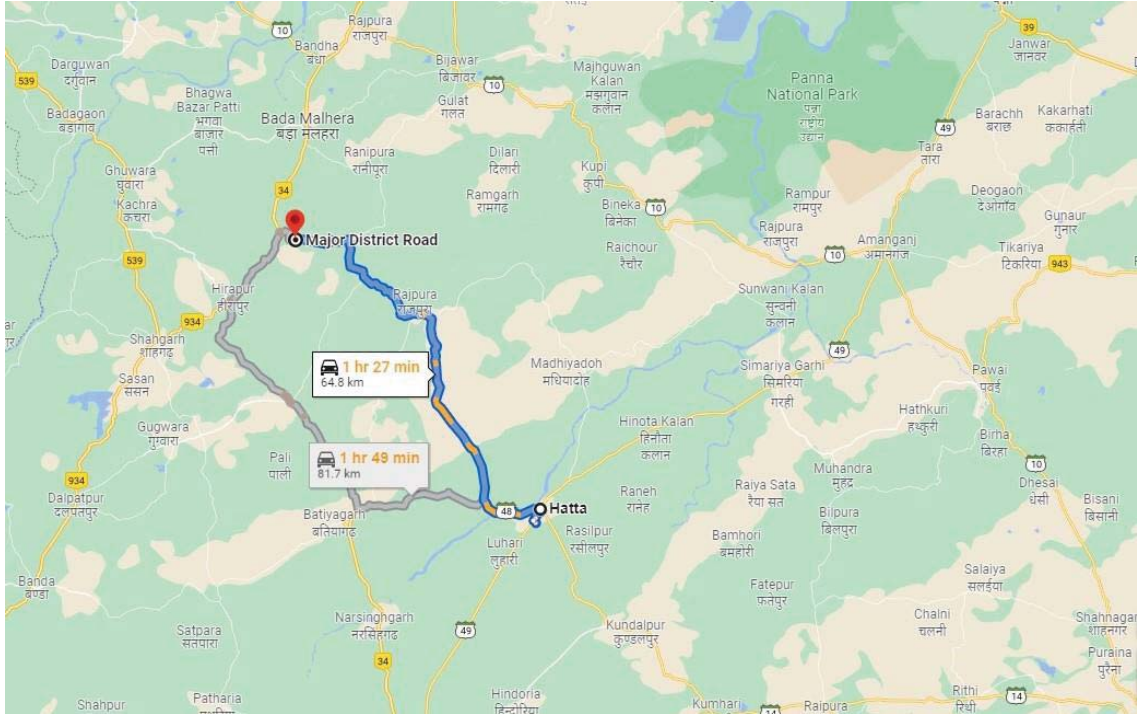 10
Rajpura
राजपुरा
Bandha
बंधा
Darguwan
दरगुवान
539
Badagaon
बड़ागांव
Bhagwa
Bazar Patti
भगवा
बाजार
पत्ती
Bada Malhera
बड़ा मलहरा
Bijawar
बिजावर
10
Gulat
गलत
Majhguwan
Kalan
मझगुवान
कलान
Panna
National Park
पन्ना
राष्ट्रीय
उद्यान
39
Janwar
जानवर
Barachh
बराछ
Kakarhati
ककार्हती
49
Tara
तारा
Ghuwara
घुवारा
Kachra
कचरा
34
Ranipura
रानीपूरा
Dilari
दिलारी
Ramgarh
रामगढ़
Kupi
कुपी
Bineka
बिनेका
10
Rampur
रामपुर
Rajpura
राजपुरा
Deogaon
देओगांव
Gunaur
गुनौर
Major District Road
Raichour
रैचौर
10
Amanganj
अमानगंज
Tikariya
टिकरिया
943
539
Hirapur
हीरापुर
934
Shahgarh
शाहगढ़
Rajpura
राजपुरा
Sunwani Kalan
सुन्वनी
कलान
49
Sasan
ससन
1 hr 27 min
64.8 km
Madhiyadoh
मधियादोह
Simariya Garhi
सिमरिया
गरही
Pawai
पवई
Hathkuri
हथ्कुरी
Gugwara
गुग्वारा
Hinota Kalan
हिनौता
कलान
Birha
बिरहा
1 hr 49 min
81.7 km
Pali
पाली
934
Dalpatpur
दलपतपुर
Muhandra
मुहंद्र
10
Dhesai
धेसी
Raneh
रानेह
Raiya Sata
रैया सत
Bisani
बिसानी
Batiyagarh
बतियागढ़
48
Hatta
Bilpura
बिलपुरा
Rasilpur
रसीलपुर
Luhari
लुहारी
Bamhori
बमहोरी
Banda
बण्डा
Salaiya
सलईया
Fatepur
फतेपुर
Narsinghgarh
नरसिंहगढ़
Satpara
सतपारा
49
Kundalpur
कुण्डलपुर
Chalni
चलनी
Shahnagar
शाहनगर
34
Puraina
पुरैना
Shahpur
Patharia
Hindoria
हिन्डोरिया
Kumhari
14
Raipura
Rithi
रिथी
14